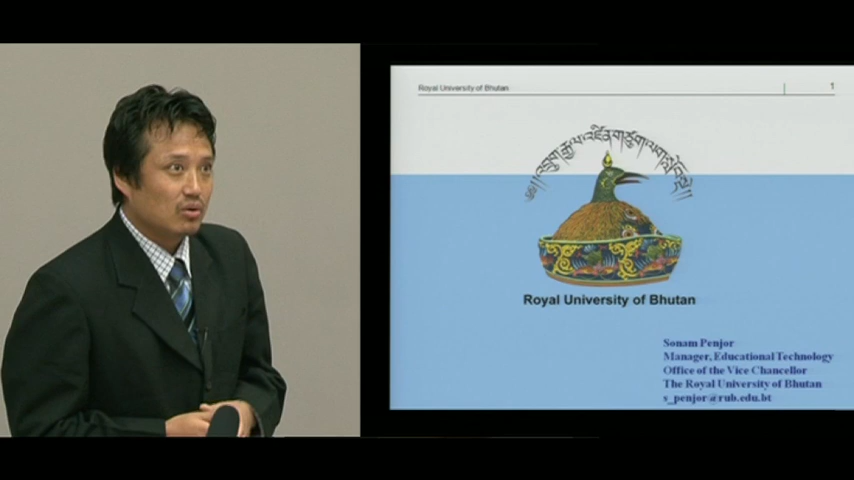 Royal University of Bhutan
1
Royal University of Bhutan
Sonam Penjor
Manager, Educational Technology
Office of the Vice Chancellor
The Royal University of Bhutan
s_penjor@rub.edu.bt